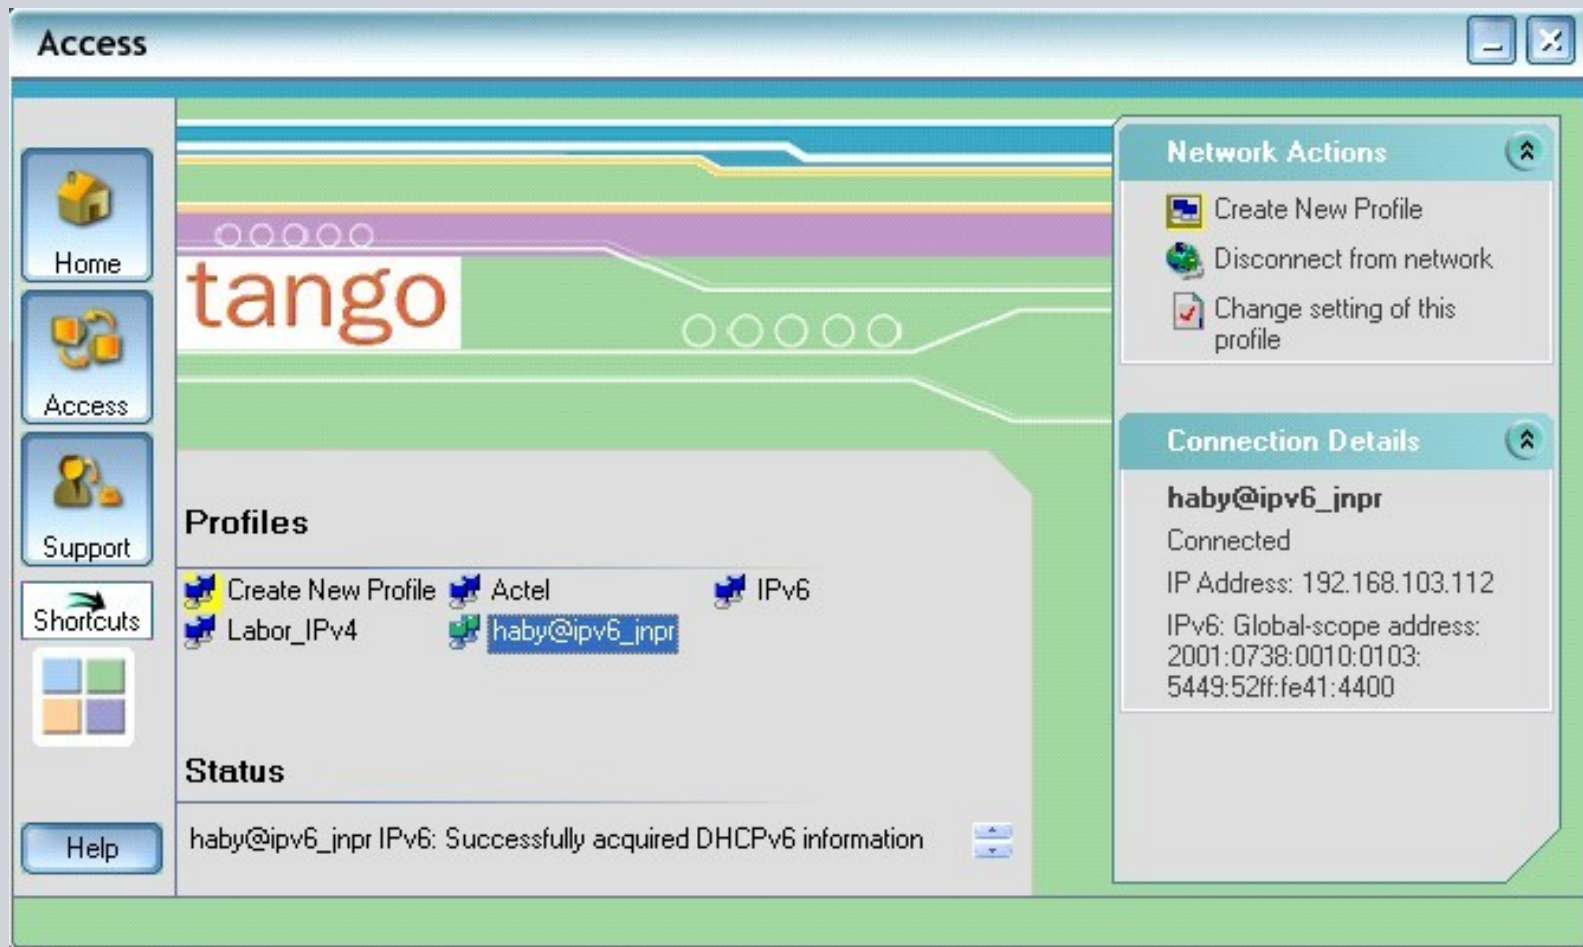 Access
Home
Access
Support
Shortcuts
Help
tango
Profiles
Create New Profile
Actel
IPv6
Labor_IPv4
haby@ipv6_jnpr
Status
haby@ipv6_jnpr IPv6: Successfully acquired DHCPv6 information
Network Actions
Create New Profile
Disconnect from network
Change setting of this
profile
Connection Details
haby@ipv6_jnpr
Connected
IP Address: 192.168.103.112
IPv6: Global-scope address:
2001:0738:0010:0103:
5449:52ff:fe41:4400